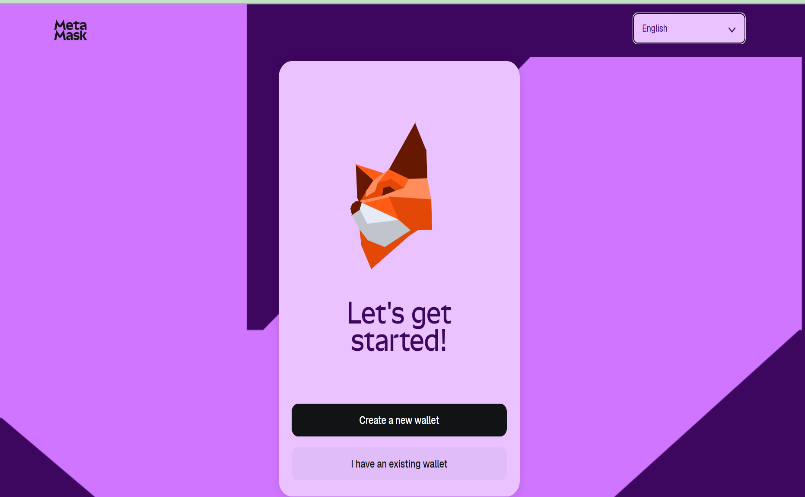 Meta
Mask
English
Let's get
started!
Create a new wallet
I have an existing wallet